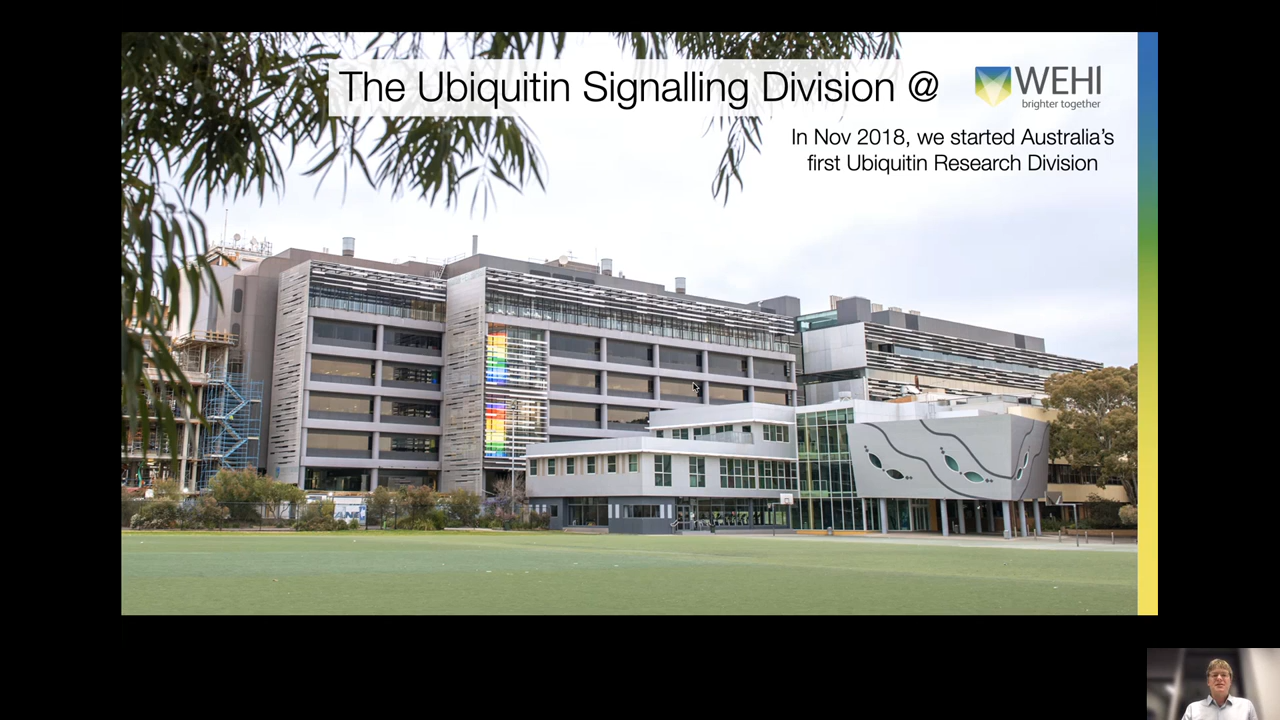 The Ubiquitin Signalling Division @
WEHI
brighter together
In Nov 2018, we started Australia's
first Ubiquitin Research Division